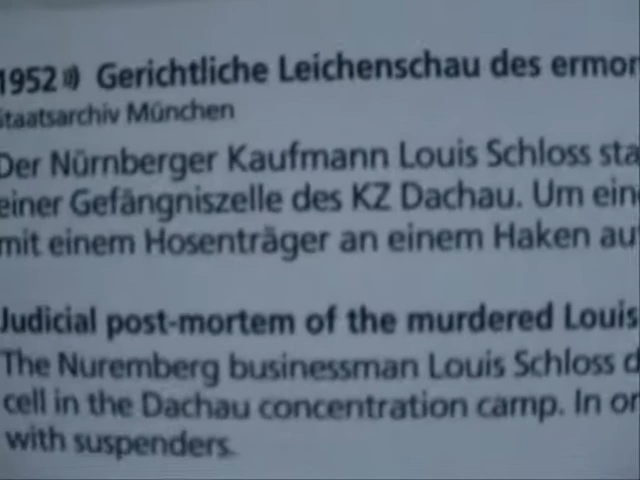 1952 Gerichtliche Leichenschau des ermor
Staatsarchiv München
Der Nürnberger Kaufmann Louis Schloss sta
einer Gefängniszelle des KZ Dachau. Um ein
mit einem Hosenträger an einem Haken au
Judicial post-mortem of the murdered Louis
The Nuremberg businessman Louis Schloss d
cell in the Dachau concentration camp. In or
with suspenders.